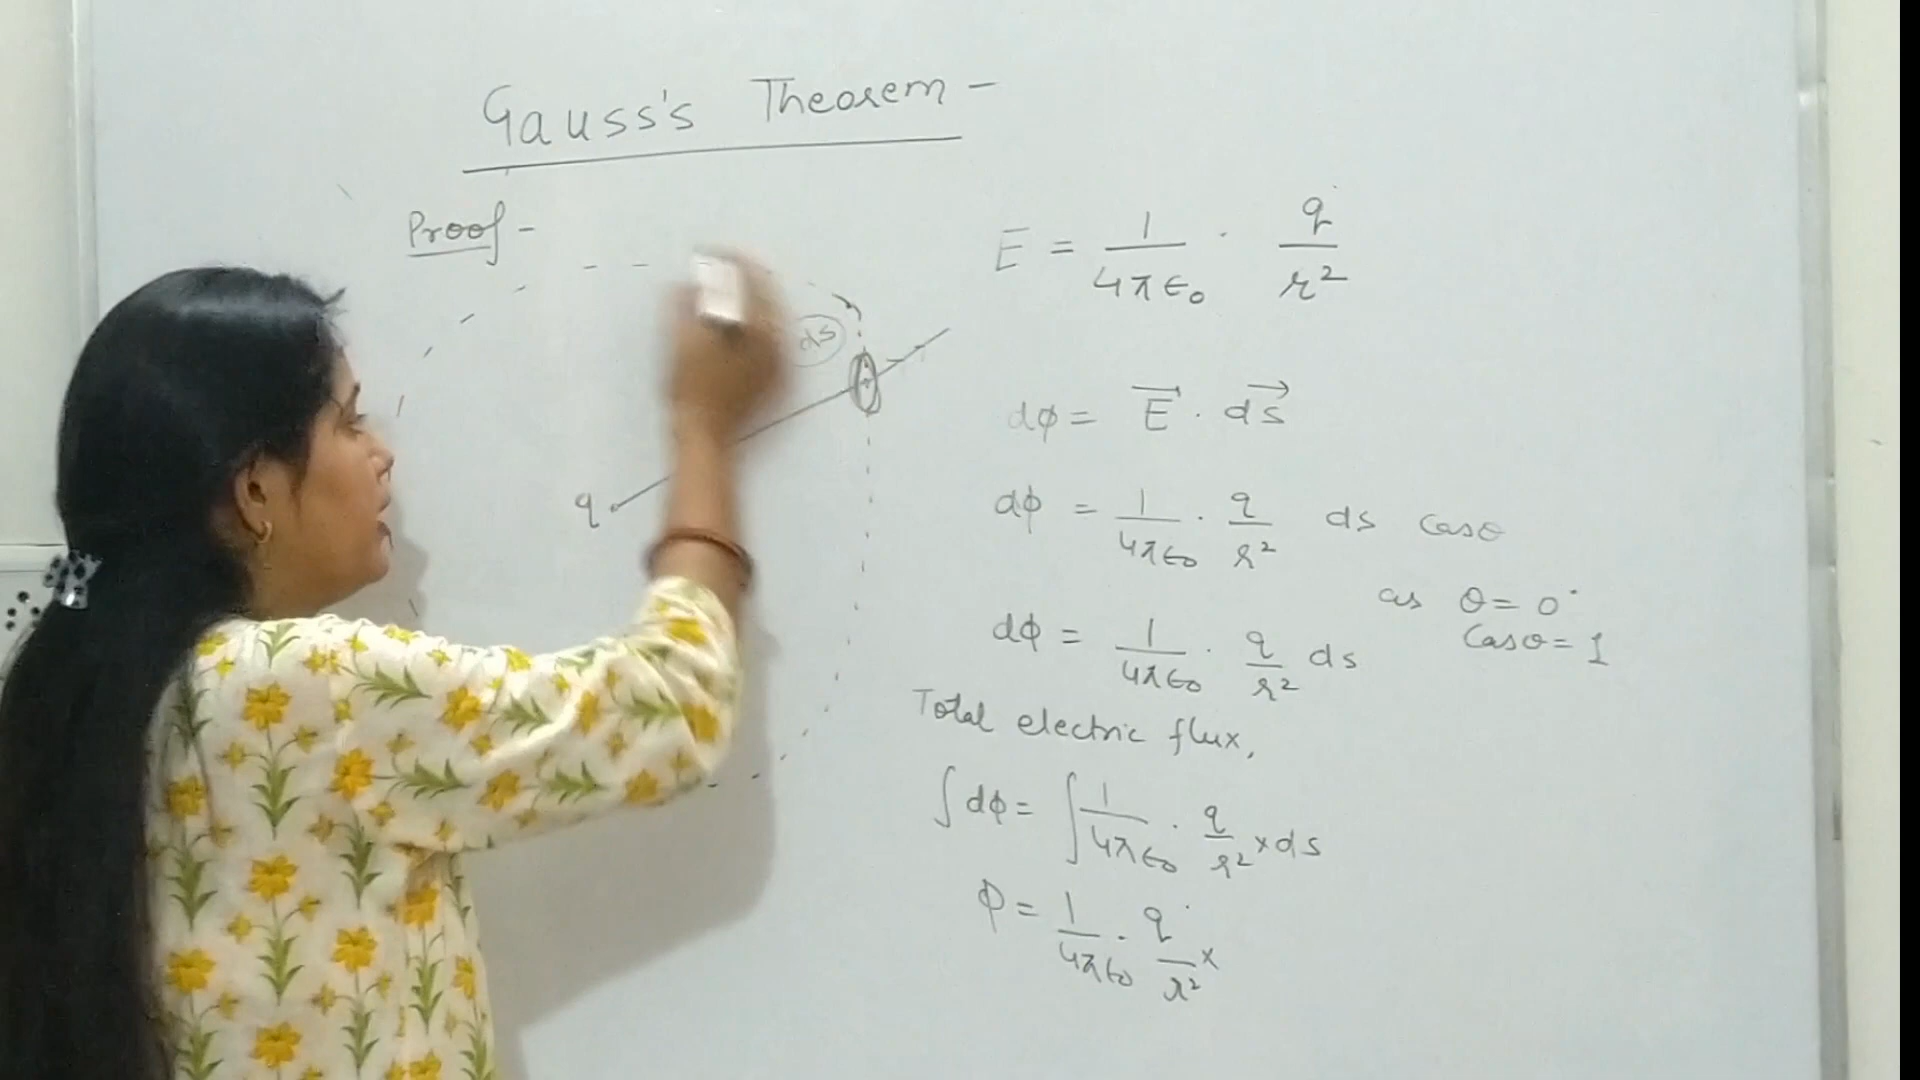 Gauss's Theorem -
Proof -
ds
q
E = 1/4πϵ₀ · q/r²
dϕ = E⃗ · ds⃗
dϕ = 1/4πϵ₀ · q/r² ds Cosθ
as θ = 0°
Cosθ = 1
dϕ = 1/4πϵ₀ · q/r² ds
Total electric flux,
∫dϕ = ∫1/4πϵ₀ · q/r² × ds
ϕ = 1/4πϵ₀ · q/r² ×